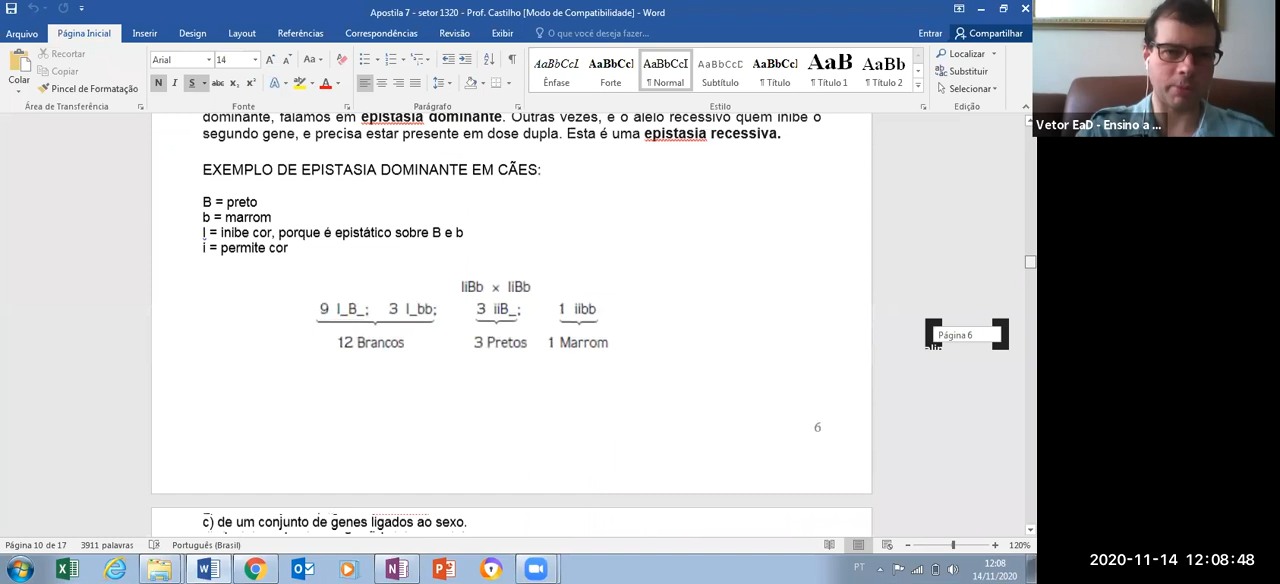 Apostila 7 - setor 1320 - Prof. Castilho [Modo de Compatibilidade] - Word
Arquivo Página Inicial Inserir Design Layout Referências Correspondências Revisão Exibir O que você deseja fazer... Entrar Compartilhar
Colar
Recortar
Copiar
Pincel de Formatação
Área de Transferência
Arial 14
N I S abc x₂ x²
Fonte
Parágrafo
AaBbCcI AaBbCc AaBbCcI AaBbCcC AaBbCc AaB AaBb
Ênfase Forte ¶ Normal Subtítulo ¶ Título ¶ Título 1 ¶ Título 2
Estilo
Localizar
Substituir
Selecionar
Edição
Vetor EaD - Ensino a ...
dominante, falamos em epistasia dominante. Outras vezes, é o alelo recessivo quem inibe o
segundo gene, e precisa estar presente em dose dupla. Esta é uma epistasia recessiva.
EXEMPLO DE EPISTASIA DOMINANTE EM CÃES:
B = preto
b = marrom
I = inibe cor, porque é epistático sobre B e b
i = permite cor
IiBb x IiBb
9 I_B_; 3 I_bb; 3 iiB_; 1 iibb
12 Brancos 3 Pretos 1 Marrom
Página 6
6
c) de um conjunto de genes ligados ao sexo.
Página 10 de 17 3911 palavras Português (Brasil) 120%
PT 12:08
14/11/2020
2020-11-14 12:08:48